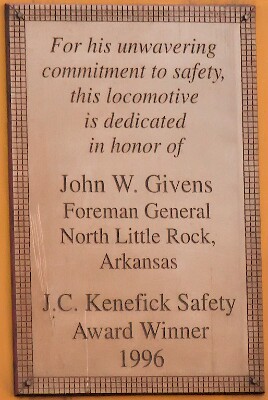 For his unwavering
commitment to safety,
this locomotive
is dedicated
in honor of
John W. Givens
Foreman General
North Little Rock,
Arkansas
J.C. Kenefick Safety
Award Winner
1996